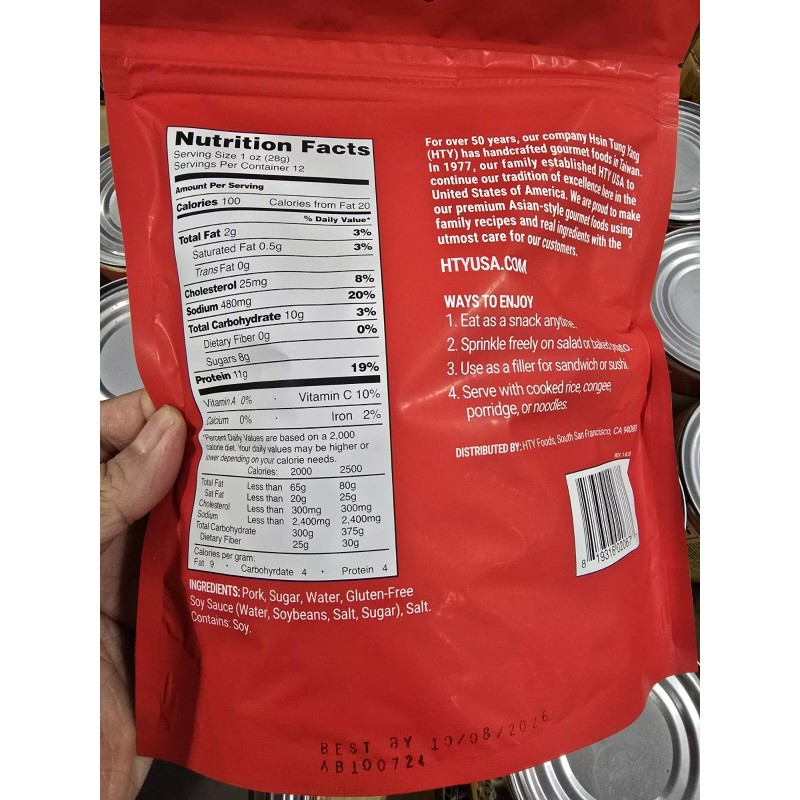 Nutrition Facts
Serving Size 1 oz (28g)
Servings Per Container 12
Amount Per Serving
Calories 100 Calories from Fat 20
% Daily Value*
Total Fat 2g 3%
Saturated Fat 0.5g 3%
Trans Fat 0g
Cholesterol 25mg 8%
Sodium 480mg 20%
Total Carbohydrate 10g 3%
Dietary Fiber 0g 0%
Sugars 8g
Protein 11g 19%
Vitamin A 0% · Vitamin C 10%
Calcium 0% · Iron 2%
*Percent Daily Values are based on a 2,000
calorie diet. Your daily values may be higher or
lower depending on your calorie needs.
Calories: 2000 2500
Total Fat Less than 65g 80g
Sat Fat Less than 20g 25g
Cholesterol Less than 300mg 300mg
Sodium Less than 2,400mg 2,400mg
Total Carbohydrate 300g 375g
Dietary Fiber 25g 30g
Calories per gram:
Fat 9 · Carbohyrdate 4 · Protein 4
INGREDIENTS: Pork, Sugar, Water, Gluten-Free
Soy Sauce (Water, Soybeans, Salt, Sugar), Salt.
Contains: Soy.
For over 50 years, our company Hsin Tung Yang
(HTY) has handcrafted gourmet foods in Taiwan.
In 1977, our family established HTY USA to
continue our tradition of excellence here in the
United States of America. We are proud to make
our premium Asian-style gourmet foods using
family recipes and real ingredients with the
utmost care for our customers.
HTYUSA.COM
WAYS TO ENJOY
1. Eat as a snack anytime.
2. Sprinkle freely on salad or baked potato.
3. Use as a filler for sandwich or sushi.
4. Serve with cooked rice, congee,
porridge, or noodles.
DISTRIBUTED BY: HTY Foods, South San Francisco, CA 94080
BEST BY 10/08/2026
AB100724